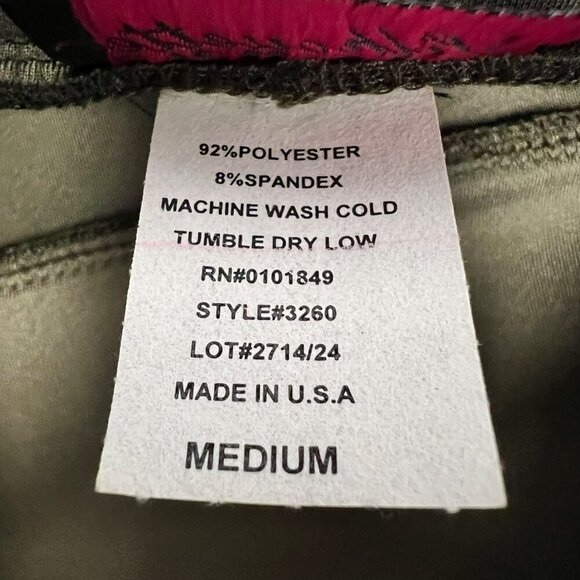 92%POLYESTER
8%SPANDEX
MACHINE WASH COLD
TUMBLE DRY LOW
RN#0101849
STYLE#3260
LOT#2714/24
MADE IN U.S.A
MEDIUM